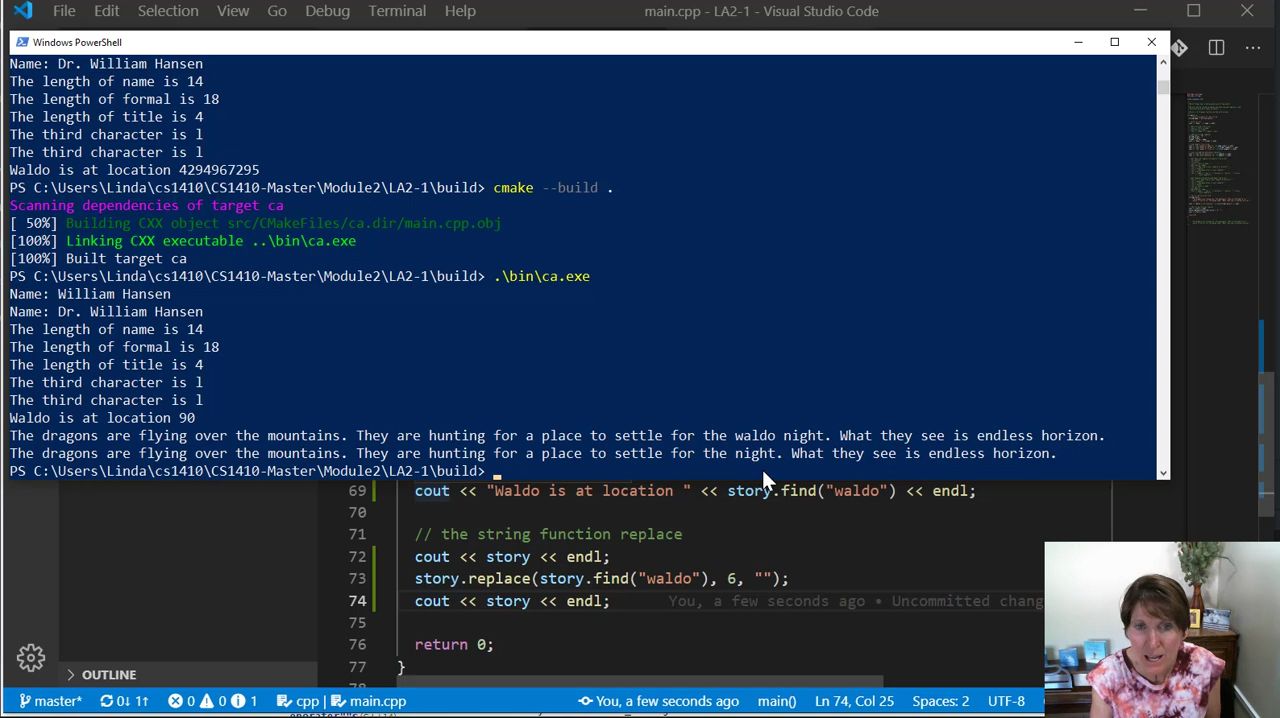 File Edit Selection View Go Debug Terminal Help main.cpp - LA2-1 - Visual Studio Code
Windows PowerShell
Name: Dr. William Hansen
The length of name is 14
The length of formal is 18
The length of title is 4
The third character is l
The third character is l
Waldo is at location 4294967295
PS C:\Users\Linda\cs1410\CS1410-Master\Module2\LA2-1\build> cmake --build .
Scanning dependencies of target ca
[ 50%] Building CXX object src/CMakeFiles/ca.dir/main.cpp.obj
[100%] Linking CXX executable ..\bin\ca.exe
[100%] Built target ca
PS C:\Users\Linda\cs1410\CS1410-Master\Module2\LA2-1\build> .\bin\ca.exe
Name: William Hansen
Name: Dr. William Hansen
The length of name is 14
The length of formal is 18
The length of title is 4
The third character is l
The third character is l
Waldo is at location 90
The dragons are flying over the mountains. They are hunting for a place to settle for the waldo night. What they see is endless horizon.
The dragons are flying over the mountains. They are hunting for a place to settle for the night. What they see is endless horizon.
PS C:\Users\Linda\cs1410\CS1410-Master\Module2\LA2-1\build>
69 cout << "Waldo is at location " << story.find("waldo") << endl;
70
71 // the string function replace
72 cout << story << endl;
73 story.replace(story.find("waldo"), 6, "");
74 cout << story << endl; You, a few seconds ago • Uncommitted chang
75
76 return 0;
77 }
OUTLINE
master* 0↓ 1↑ 0 0 1 cpp | main.cpp You, a few seconds ago main() Ln 74, Col 25 Spaces: 2 UTF-8